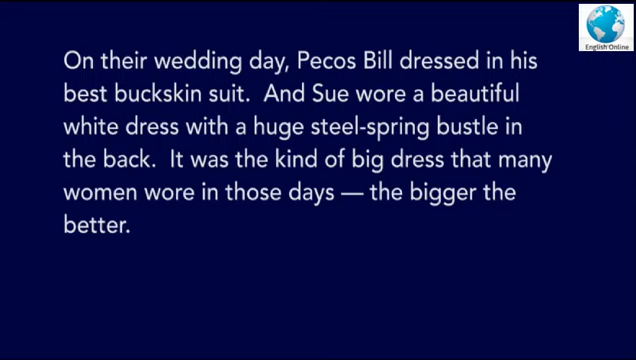 English Online
On their wedding day, Pecos Bill dressed in his
best buckskin suit.  And Sue wore a beautiful
white dress with a huge steel-spring bustle in
the back.  It was the kind of big dress that many
women wore in those days — the bigger the
better.